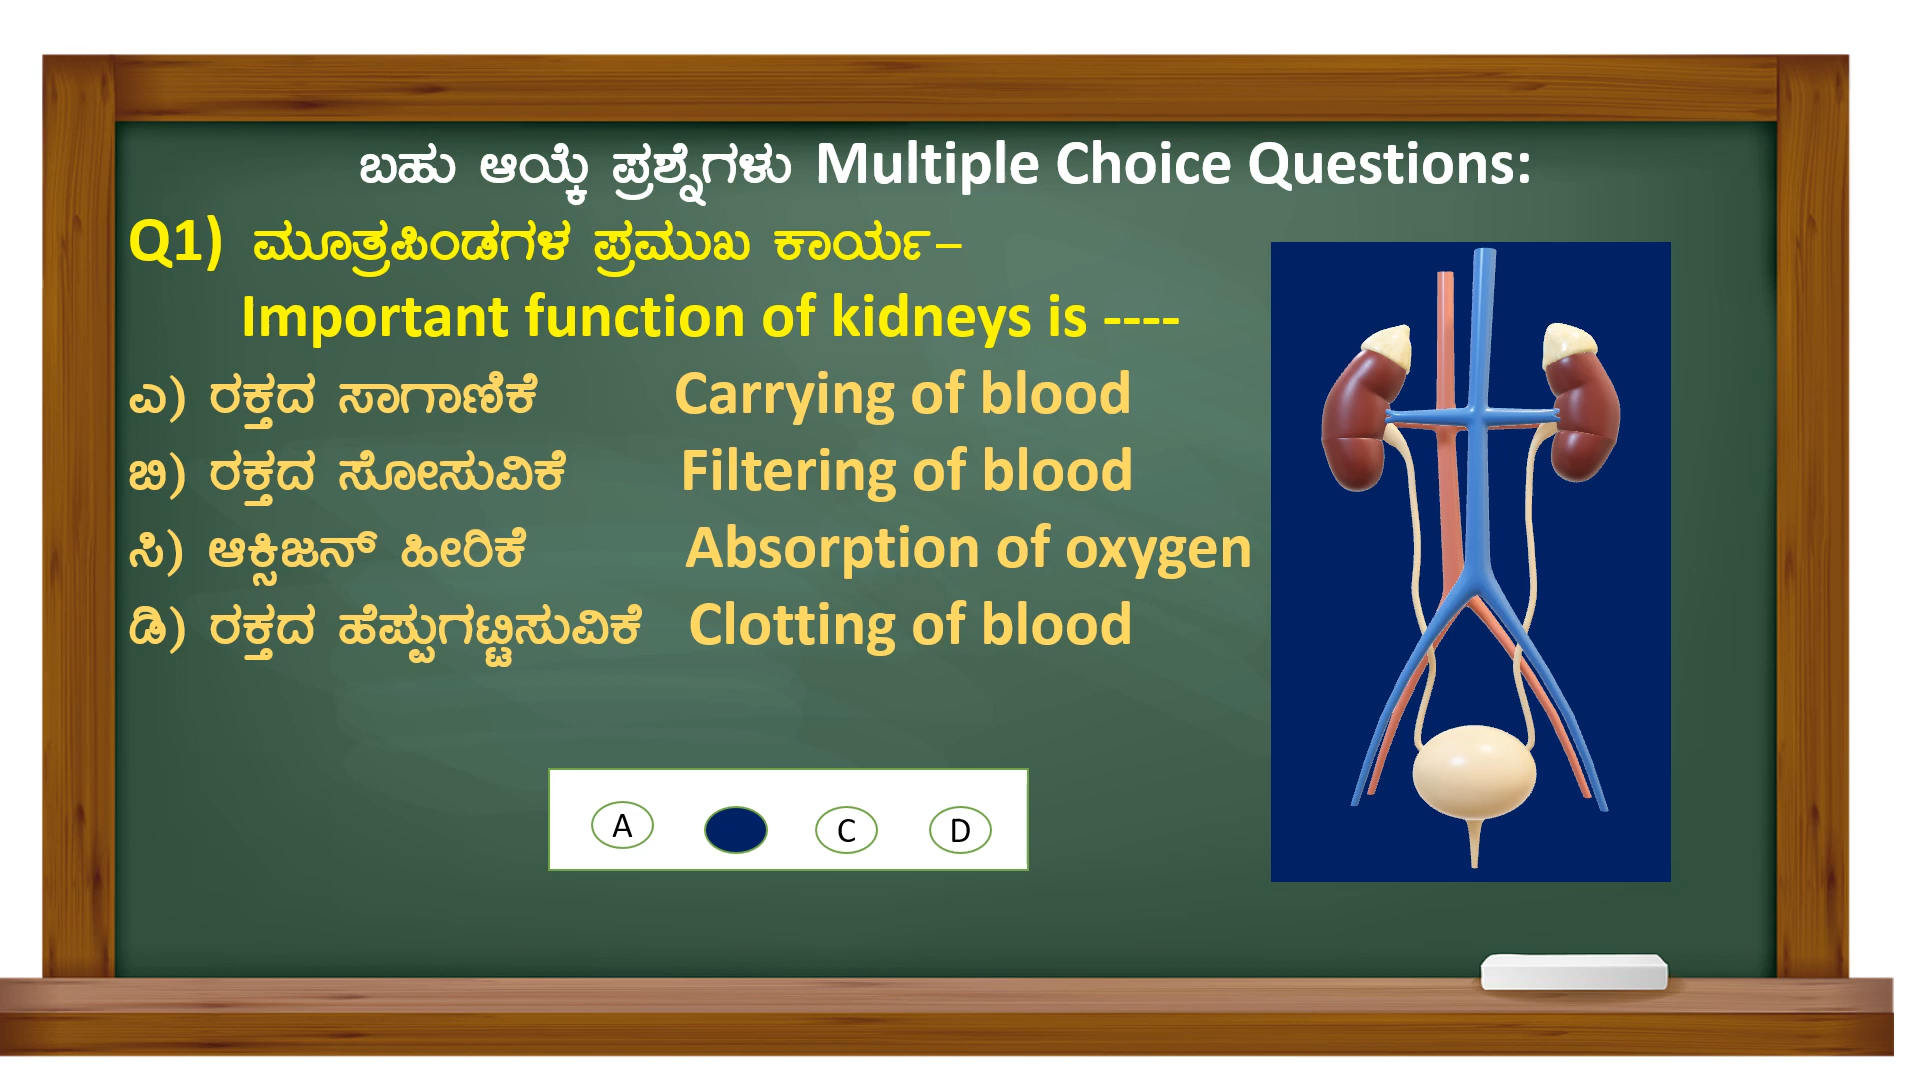 ಬಹು ಆಯ್ಕೆ ಪ್ರಶ್ನೆಗಳು Multiple Choice Questions:
Q1) ಮೂತ್ರಪಿಂಡಗಳ ಪ್ರಮುಖ ಕಾರ್ಯ–
Important function of kidneys is ----
ಎ) ರಕ್ತದ ಸಾಗಾಣಿಕೆ Carrying of blood
ಬಿ) ರಕ್ತದ ಸೋಸುವಿಕೆ Filtering of blood
ಸಿ) ಆಕ್ಸಿಜನ್ ಹೀರಿಕೆ Absorption of oxygen
ಡಿ) ರಕ್ತದ ಹೆಪ್ಪುಗಟ್ಟಿಸುವಿಕೆ Clotting of blood
A C D